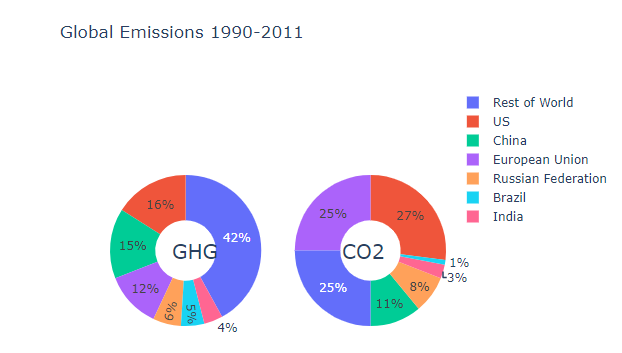 Global Emissions 1990-2011
Rest of World
US
China
European Union
Russian Federation
Brazil
India
GHG
42%
16%
15%
12%
6%
5%
4%
CO2
27%
25%
25%
11%
8%
3%
1%